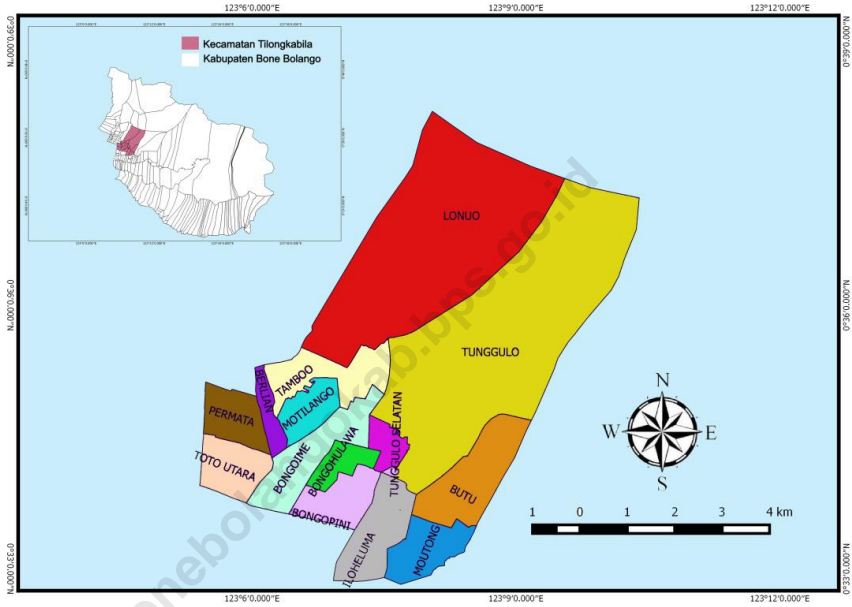 123°6'0.000"E
123°9'0.000"E
123°12'0.000"E
0°39'0.000"N
0°39'0.000"N
Kecamatan Tilongkabila
Kabupaten Bone Bolango
LONUO
0°36'0.000"N
0°36'0.000"N
TUNGGULO
TAMBOO
BERLIAN
MOTILANGO
PERMATA
TUNGGULO SELATAN
N
W
E
S
BONGOHULAWA
BONGOIME
TOTO UTARA
BUTU
BONGOPINI
1 0 1 2 3 4 km
MOUTONG
ILOHELUMA
0°33'0.000"N
0°33'0.000"N
123°6'0.000"E
123°9'0.000"E
123°12'0.000"E
onebolangokab.bps.go.id